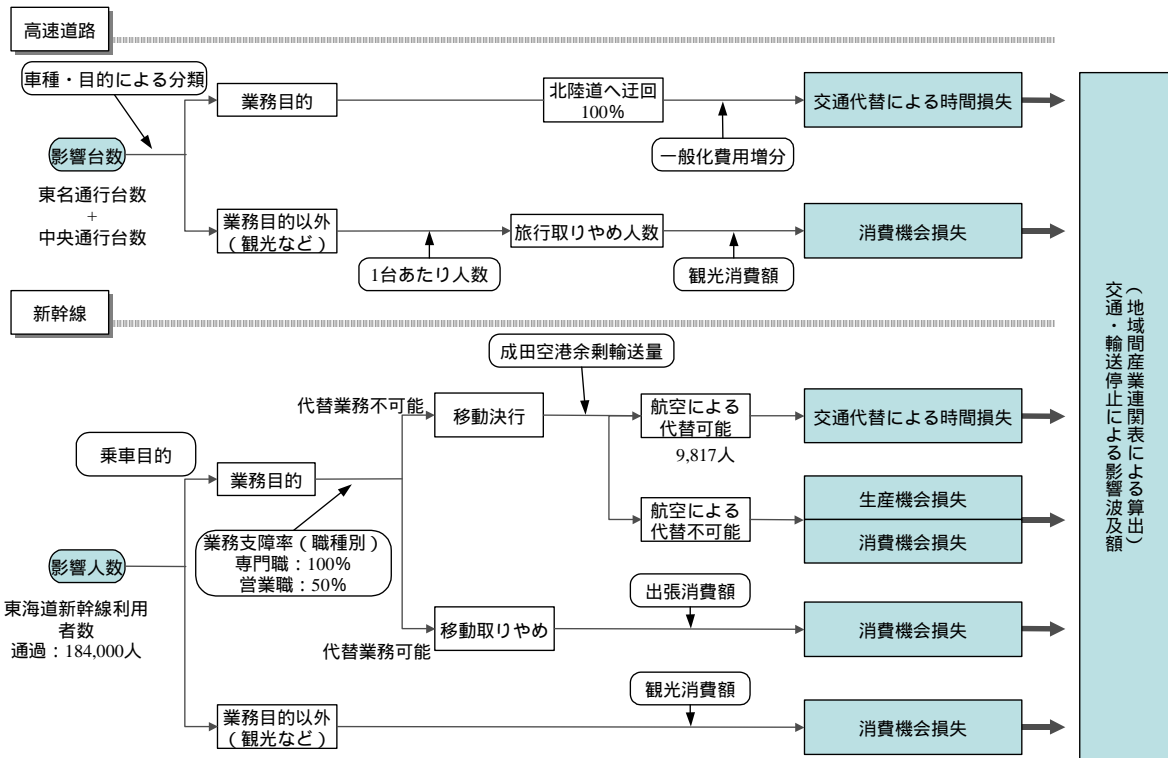 高速道路
車種・目的による分類
業務目的
北陸道へ迂回
100%
交通代替による時間損失
影響台数
一般化費用増分
東名通行台数
+
中央通行台数
業務目的以外
(観光など)
旅行取りやめ人数
消費機会損失
1台あたり人数
観光消費額
新幹線
成田空港余剰輸送量
代替業務不可能
移動決行
航空による
代替可能
9,817人
交通代替による時間損失
乗車目的
業務目的
航空による
代替不可能
生産機会損失
消費機会損失
業務支障率(職種別)
専門職:100%
営業職:50%
影響人数
東海道新幹線利用
者数
通過:184,000人
出張消費額
代替業務可能
移動取りやめ
消費機会損失
観光消費額
業務目的以外
(観光など)
消費機会損失
交通・輸送停止による影響波及額
(地域間産業連関表による算出)